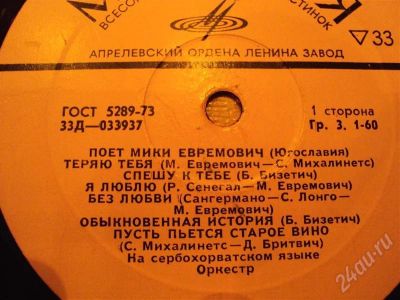 АПРЕЛЕВСКИЙ ОРДЕНА ЛЕНИНА ЗАВОД
▽33
ГОСТ 5289-73
33Д—033937
1 сторона
Гр. 3. 1-60
ПОЕТ МИКИ ЕВРЕМОВИЧ (Югославия)
ТЕРЯЮ ТЕБЯ (М. Евремович—С. Михалинетс)
СПЕШУ К ТЕБЕ (Б. Бизетич)
Я ЛЮБЛЮ (Р. Сенегал—М. Евремович)
БЕЗ ЛЮБВИ (Сангермано—С. Лонго—
М. Евремович)
ОБЫКНОВЕННАЯ ИСТОРИЯ (Б. Бизетич)
ПУСТЬ ПЬЕТСЯ СТАРОЕ ВИНО
(С. Михалинетс—Д. Бритвич)
На сербохорватском языке
Оркестр
24au.ru